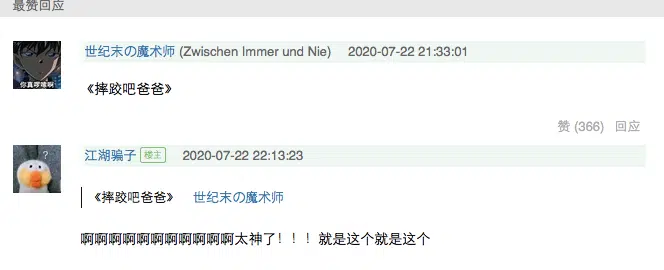 最赞回应
世纪末の魔术师 (Zwischen Immer und Nie) 2020-07-22 21:33:01
你真啰嗦啊
《摔跤吧爸爸》
赞 (366) 回应
江湖骗子 楼主 2020-07-22 22:13:23
?
《摔跤吧爸爸》 世纪末の魔术师
啊啊啊啊啊啊啊啊啊啊啊太神了！！！就是这个就是这个